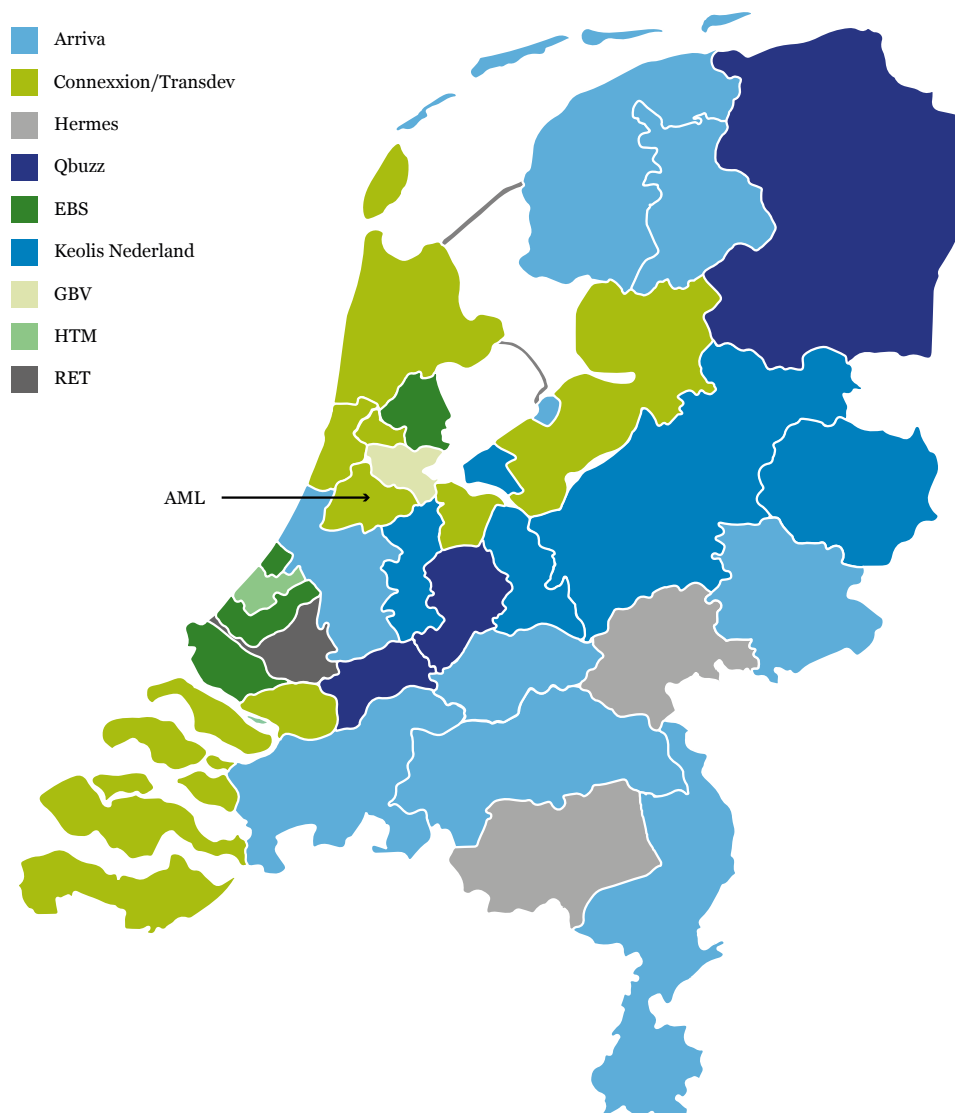 Arriva
Connexxion/Transdev
Hermes
Qbuzz
EBS
Keolis Nederland
GBV
HTM
RET
AML